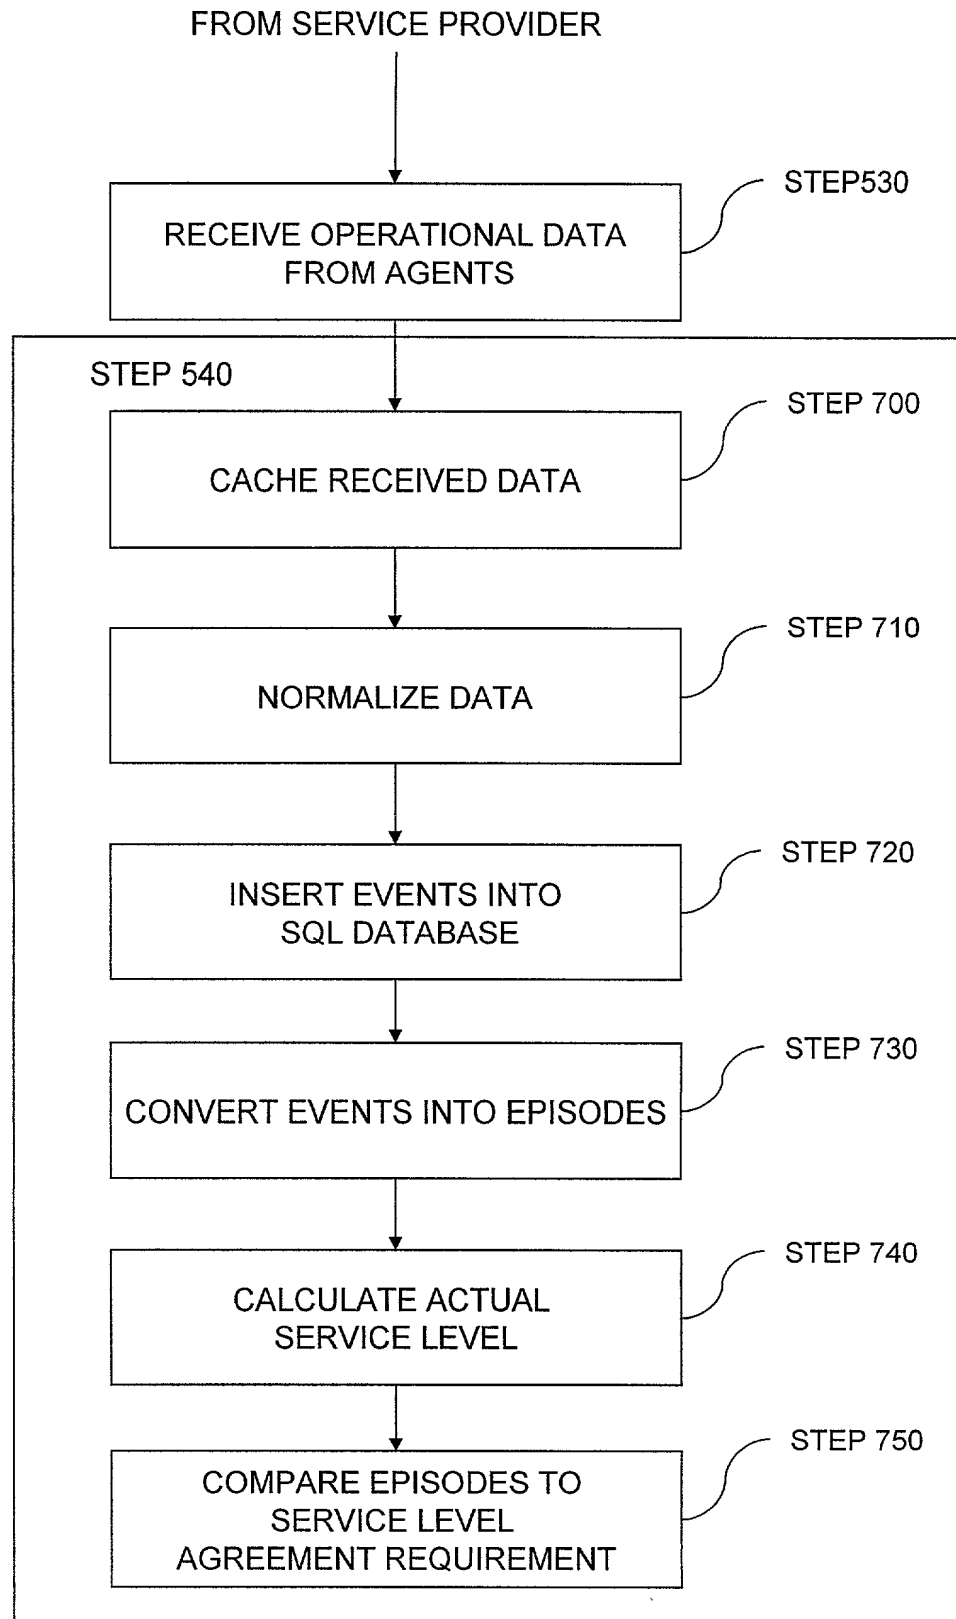 FROM SERVICE PROVIDER
STEP530
RECEIVE OPERATIONAL DATA
FROM AGENTS
STEP 540
STEP 700
CACHE RECEIVED DATA
STEP 710
NORMALIZE DATA
STEP 720
INSERT EVENTS INTO
SQL DATABASE
STEP 730
CONVERT EVENTS INTO EPISODES
STEP 740
CALCULATE ACTUAL
SERVICE LEVEL
STEP 750
COMPARE EPISODES TO
SERVICE LEVEL
AGREEMENT REQUIREMENT